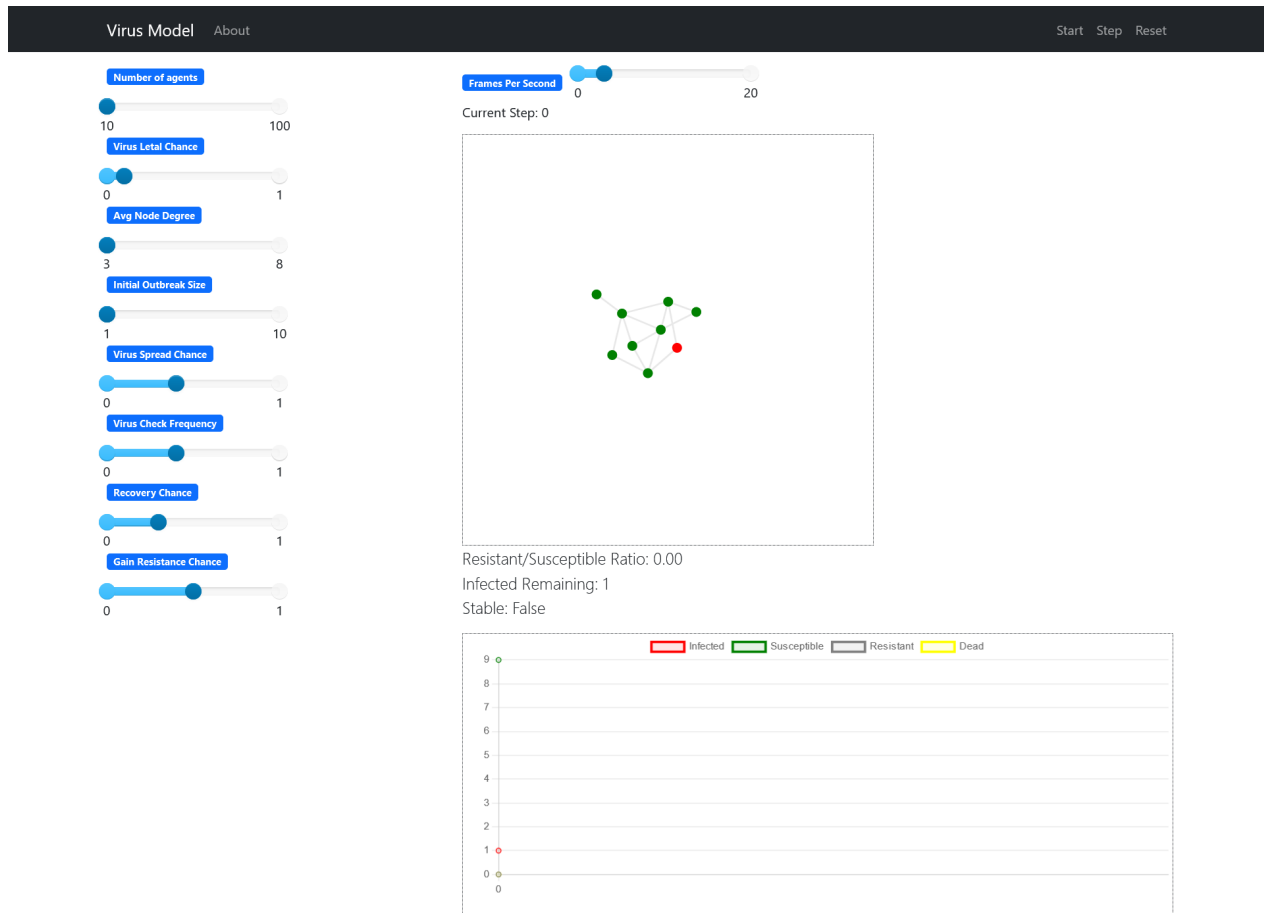 Virus Model About Start Step Reset
Number of agents
10 100
Virus Letal Chance
0 1
Avg Node Degree
3 8
Initial Outbreak Size
1 10
Virus Spread Chance
0 1
Virus Check Frequency
0 1
Recovery Chance
0 1
Gain Resistance Chance
0 1
Frames Per Second
0 20
Current Step: 0
Resistant/Susceptible Ratio: 0.00
Infected Remaining: 1
Stable: False
Infected Susceptible Resistant Dead
9
8
7
6
5
4
3
2
1
0
0